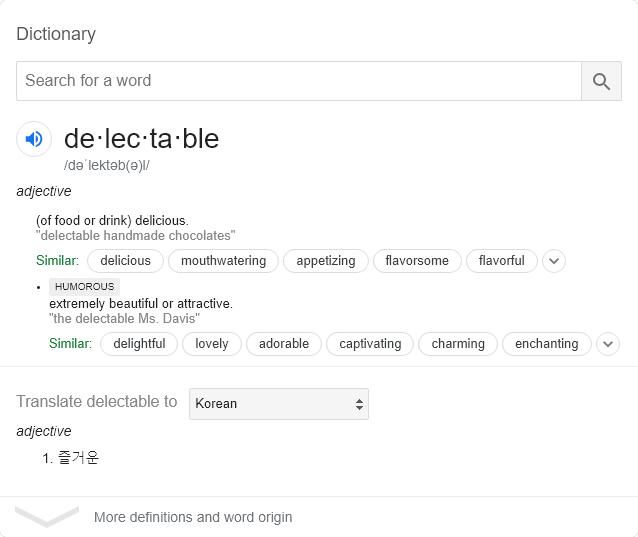 Dictionary
Search for a word
de·lec·ta·ble
/dəˈlektəb(ə)l/
adjective
(of food or drink) delicious.
"delectable handmade chocolates"
Similar: delicious mouthwatering appetizing flavorsome flavorful
• HUMOROUS
extremely beautiful or attractive.
"the delectable Ms. Davis"
Similar: delightful lovely adorable captivating charming enchanting
Translate delectable to Korean
adjective
1. 즐거운
More definitions and word origin